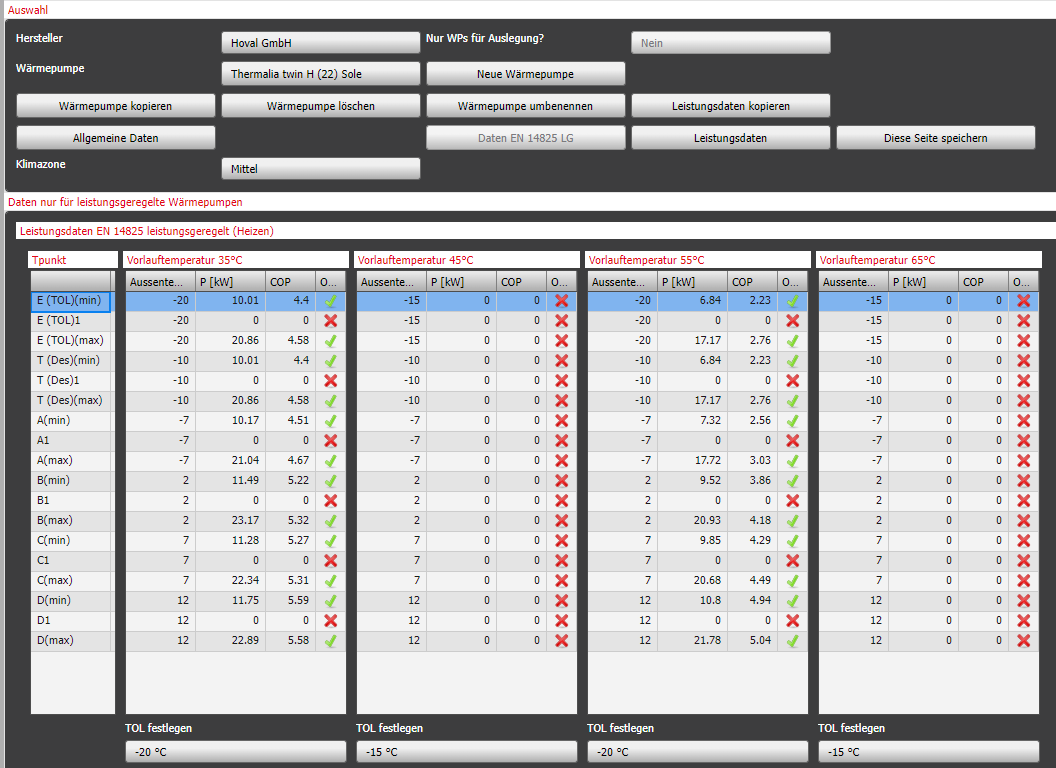 Auswahl
Hersteller Hoval GmbH Nur WPs für Auslegung? Nein
Wärmepumpe Thermalia twin H (22) Sole Neue Wärmepumpe
Wärmepumpe kopieren Wärmepumpe löschen Wärmepumpe umbenennen Leistungsdaten kopieren
Allgemeine Daten Daten EN 14825 LG Leistungsdaten Diese Seite speichern
Klimazone Mittel
Daten nur für leistungsgeregelte Wärmepumpen
Leistungsdaten EN 14825 leistungsgeregelt (Heizen)
Tpunkt Vorlauftemperatur 35°C Vorlauftemperatur 45°C Vorlauftemperatur 55°C Vorlauftemperatur 65°C
Aussente... P [kW] COP O... Aussente... P [kW] COP O... Aussente... P [kW] COP O... Aussente... P [kW] COP O...
E (TOL)(min) -20 10.01 4.4 -15 0 0 -20 6.84 2.23 -15 0 0
E (TOL)1 -20 0 0 -15 0 0 -20 0 0 -15 0 0
E (TOL)(max) -20 20.86 4.58 -15 0 0 -20 17.17 2.76 -15 0 0
T (Des)(min) -10 10.01 4.4 -10 0 0 -10 6.84 2.23 -10 0 0
T (Des)1 -10 0 0 -10 0 0 -10 0 0 -10 0 0
T (Des)(max) -10 20.86 4.58 -10 0 0 -10 17.17 2.76 -10 0 0
A(min) -7 10.17 4.51 -7 0 0 -7 7.32 2.56 -7 0 0
A1 -7 0 0 -7 0 0 -7 0 0 -7 0 0
A(max) -7 21.04 4.67 -7 0 0 -7 17.72 3.03 -7 0 0
B(min) 2 11.49 5.22 2 0 0 2 9.52 3.86 2 0 0
B1 2 0 0 2 0 0 2 0 0 2 0 0
B(max) 2 23.17 5.32 2 0 0 2 20.93 4.18 2 0 0
C(min) 7 11.28 5.27 7 0 0 7 9.85 4.29 7 0 0
C1 7 0 0 7 0 0 7 0 0 7 0 0
C(max) 7 22.34 5.31 7 0 0 7 20.68 4.49 7 0 0
D(min) 12 11.75 5.59 12 0 0 12 10.8 4.94 12 0 0
D1 12 0 0 12 0 0 12 0 0 12 0 0
D(max) 12 22.89 5.58 12 0 0 12 21.78 5.04 12 0 0
TOL festlegen TOL festlegen TOL festlegen TOL festlegen
-20 °C -15 °C -20 °C -15 °C